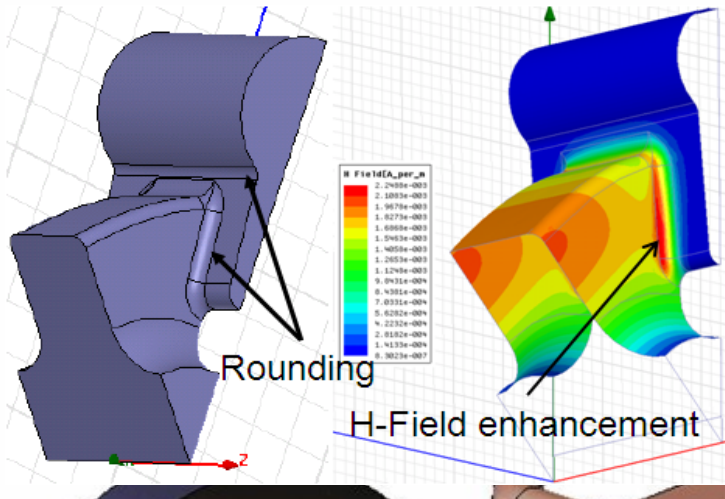 H Field[A_per_m
2.2488e-003
2.1083e-003
1.9678e-003
1.8273e-003
1.6868e-003
1.5463e-003
1.4058e-003
1.2653e-003
1.1248e-003
9.8431e-004
8.4381e-004
7.0331e-004
5.6282e-004
4.2232e-004
2.8182e-004
1.4133e-004
8.3023e-007
Rounding
H-Field enhancement
Z